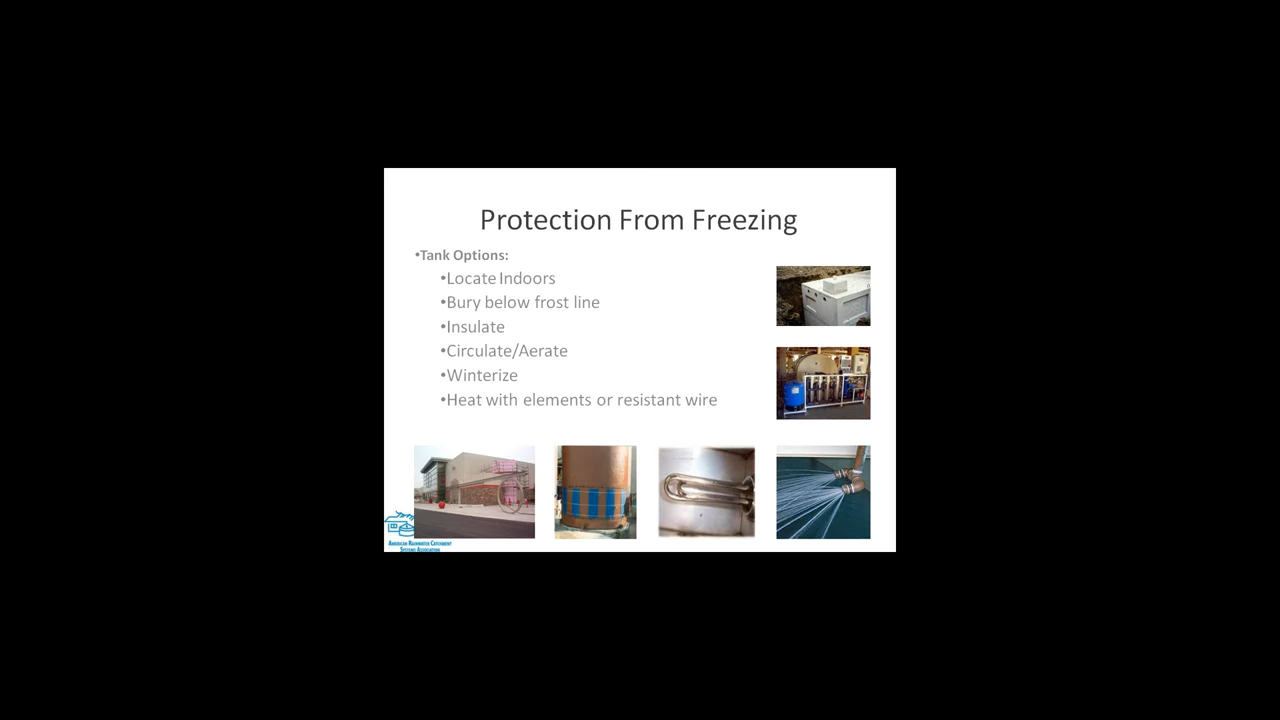 Protection From Freezing
•Tank Options:
•Locate Indoors
•Bury below frost line
•Insulate
•Circulate/Aerate
•Winterize
•Heat with elements or resistant wire
American Rainwater Catchment
Systems Association